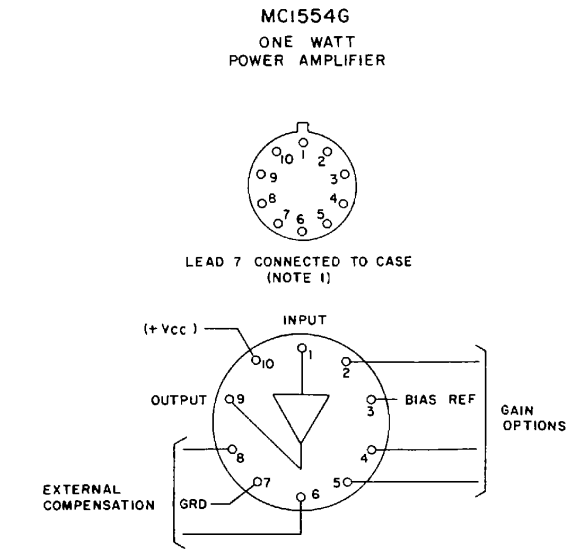 MC1554G
ONE WATT
POWER AMPLIFIER
1
10 2
9 3
8 4
7 5
6
LEAD 7 CONNECTED TO CASE
(NOTE 1)
INPUT
(+ VCC)
1
10 2
OUTPUT 9 3 BIAS REF
GAIN
OPTIONS
8 4
EXTERNAL
COMPENSATION
GRD 7 6 5